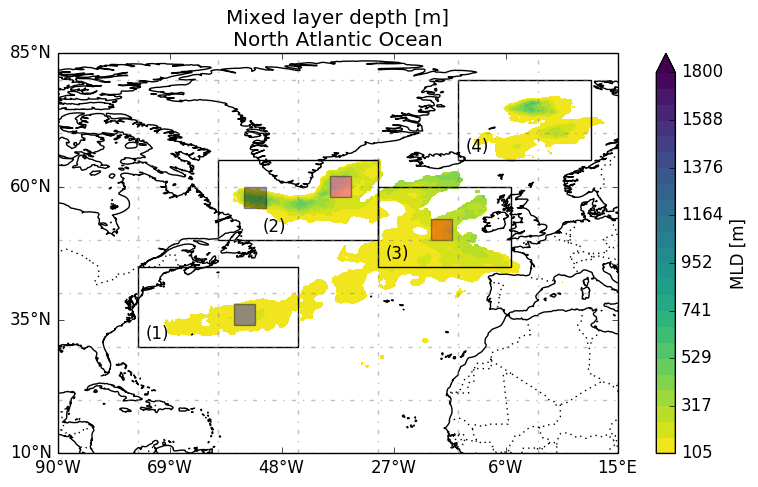 Mixed layer depth [m]
North Atlantic Ocean
85°N
60°N
35°N
10°N
90°W
69°W
48°W
27°W
6°W
15°E
(1)
(2)
(3)
(4)
1800
1588
1376
1164
952
741
529
317
105
MLD [m]